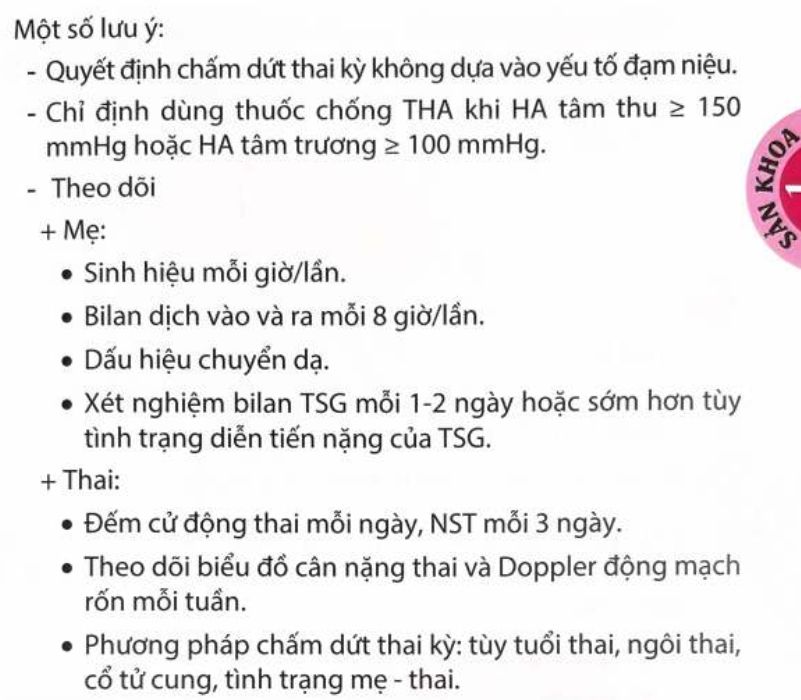 Một số lưu ý:
- Quyết định chấm dứt thai kỳ không dựa vào yếu tố đạm niệu.
- Chỉ định dùng thuốc chống THA khi HA tâm thu ≥ 150
mmHg hoặc HA tâm trương ≥ 100 mmHg.
- Theo dõi
+ Mẹ:
• Sinh hiệu mỗi giờ/lần.
• Bilan dịch vào và ra mỗi 8 giờ/lần.
• Dấu hiệu chuyển dạ.
• Xét nghiệm bilan TSG mỗi 1-2 ngày hoặc sớm hơn tùy
tình trạng diễn tiến nặng của TSG.
+ Thai:
• Đếm cử động thai mỗi ngày, NST mỗi 3 ngày.
• Theo dõi biểu đồ cân nặng thai và Doppler động mạch
rốn mỗi tuần.
• Phương pháp chấm dứt thai kỳ: tùy tuổi thai, ngôi thai,
cổ tử cung, tình trạng mẹ - thai.
SẢN KHOA
1